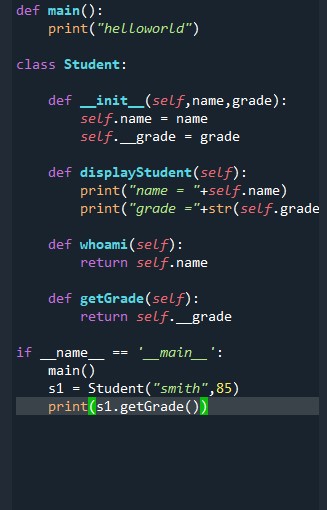 def main():
    print("helloworld")
class Student:
    def __init__(self,name,grade):
        self.name = name
        self.__grade = grade
    def displayStudent(self):
        print("name = "+self.name)
        print("grade ="+str(self.grade
    def whoami(self):
        return self.name
    def getGrade(self):
        return self.__grade
if __name__ == '__main__':
    main()
    s1 = Student("smith",85)
    print(s1.getGrade())